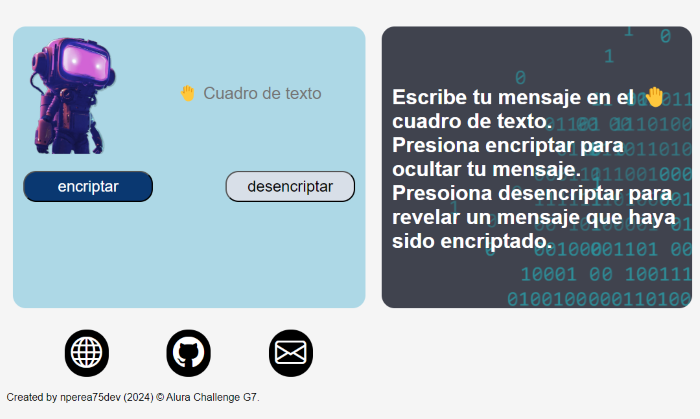 🤚 Cuadro de texto
encriptar
desencriptar
Escribe tu mensaje en el 🤚
cuadro de texto.
Presiona encriptar para
ocultar tu mensaje.
Presoiona desencriptar para
revelar un mensaje que haya
sido encriptado.
Created by nperea75dev (2024) © Alura Challenge G7.